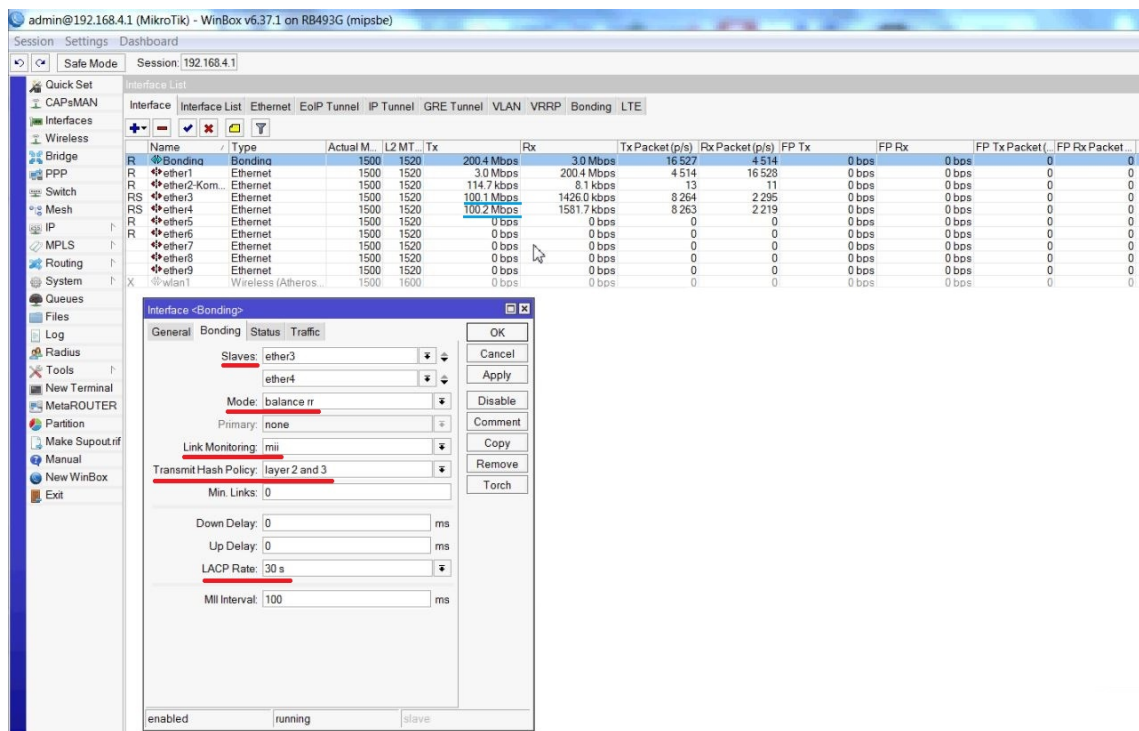 admin@192.168.4.1 (MikroTik) - WinBox v6.37.1 on RB493G (mipsbe)
Session Settings Dashboard
Safe Mode Session: 192.168.4.1
Quick Set
CAPsMAN
Interfaces
Wireless
Bridge
PPP
Switch
Mesh
IP
MPLS
Routing
System
Queues
Files
Log
Radius
Tools
New Terminal
MetaROUTER
Partition
Make Supout.rif
Manual
New WinBox
Exit
Interface List
Interface Interface List Ethernet EoIP Tunnel IP Tunnel GRE Tunnel VLAN VRRP Bonding LTE
Name / Type Actual M... L2 MT... Tx Rx Tx Packet (p/s) Rx Packet (p/s) FP Tx FP Rx FP Tx Packet (... FP Rx Packet...
R Bonding Bonding 1500 1520 200.4 Mbps 3.0 Mbps 16 527 4 514 0 bps 0 bps 0 0
R ether1 Ethernet 1500 1520 3.0 Mbps 200.4 Mbps 4 514 16 528 0 bps 0 bps 0 0
R ether2-Kom... Ethernet 1500 1520 114.7 kbps 8.1 kbps 13 11 0 bps 0 bps 0 0
RS ether3 Ethernet 1500 1520 100.1 Mbps 1426.0 kbps 8 264 2 295 0 bps 0 bps 0 0
RS ether4 Ethernet 1500 1520 100.2 Mbps 1581.7 kbps 8 263 2 219 0 bps 0 bps 0 0
R ether5 Ethernet 1500 1520 0 bps 0 bps 0 0 0 bps 0 bps 0 0
R ether6 Ethernet 1500 1520 0 bps 0 bps 0 0 0 bps 0 bps 0 0
ether7 Ethernet 1500 1520 0 bps 0 bps 0 0 0 bps 0 bps 0 0
ether8 Ethernet 1500 1520 0 bps 0 bps 0 0 0 bps 0 bps 0 0
ether9 Ethernet 1500 1520 0 bps 0 bps 0 0 0 bps 0 bps 0 0
X wlan1 Wireless (Atheros... 1500 1600 0 bps 0 bps 0 0 0 bps 0 bps 0 0
Interface <Bonding>
General Bonding Status Traffic
Slaves: ether3
ether4
Mode: balance rr
Primary: none
Link Monitoring: mii
Transmit Hash Policy: layer 2 and 3
Min. Links: 0
Down Delay: 0 ms
Up Delay: 0 ms
LACP Rate: 30 s
MII Interval: 100 ms
OK
Cancel
Apply
Disable
Comment
Copy
Remove
Torch
enabled running slave